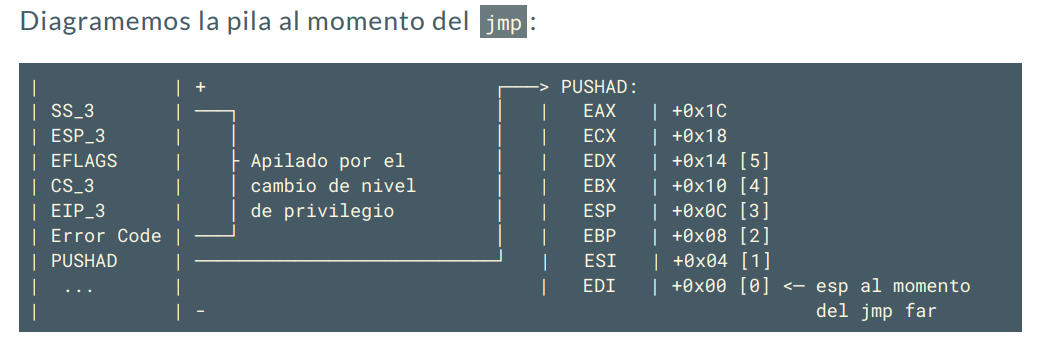 Diagramemos la pila al momento del jmp:
| | + ┌───> PUSHAD:
| SS_3 | ───┐ │ | EAX | +0x1C
| ESP_3 | │ │ | ECX | +0x18
| EFLAGS | ├ Apilado por el │ | EDX | +0x14 [5]
| CS_3 | │ cambio de nivel │ | EBX | +0x10 [4]
| EIP_3 | │ de privilegio │ | ESP | +0x0C [3]
| Error Code | ───┘ │ | EBP | +0x08 [2]
| PUSHAD | ──────────────────────────┘ | ESI | +0x04 [1]
| ... | | EDI | +0x00 [0] <─ esp al momento
| | - del jmp far